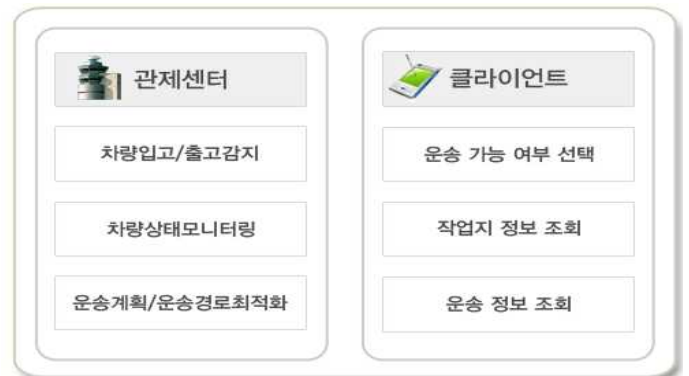 관제센터
차량입고/출고감지
차량상태모니터링
운송계획/운송경로최적화
클라이언트
운송 가능 여부 선택
작업지 정보 조회
운송 정보 조회